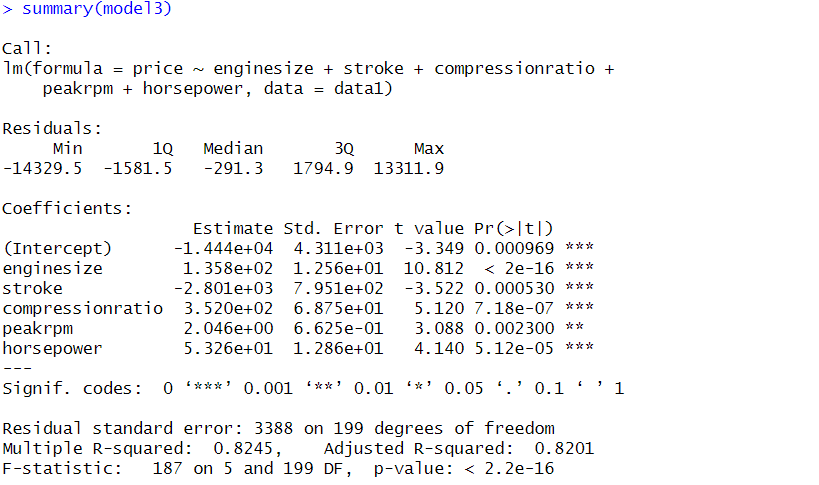 > summary(model3)
Call:
lm(formula = price ~ enginesize + stroke + compressionratio +
peakrpm + horsepower, data = data1)
Residuals:
Min 1Q Median 3Q Max
-14329.5 -1581.5 -291.3 1794.9 13311.9
Coefficients:
Estimate Std. Error t value Pr(>|t|)
(Intercept) -1.444e+04 4.311e+03 -3.349 0.000969 ***
enginesize 1.358e+02 1.256e+01 10.812 < 2e-16 ***
stroke -2.801e+03 7.951e+02 -3.522 0.000530 ***
compressionratio 3.520e+02 6.875e+01 5.120 7.18e-07 ***
peakrpm 2.046e+00 6.625e-01 3.088 0.002300 **
horsepower 5.326e+01 1.286e+01 4.140 5.12e-05 ***
---
Signif. codes: 0 ‘***’ 0.001 ‘**’ 0.01 ‘*’ 0.05 ‘.’ 0.1 ‘ ’ 1
Residual standard error: 3388 on 199 degrees of freedom
Multiple R-squared: 0.8245, Adjusted R-squared: 0.8201
F-statistic: 187 on 5 and 199 DF, p-value: < 2.2e-16